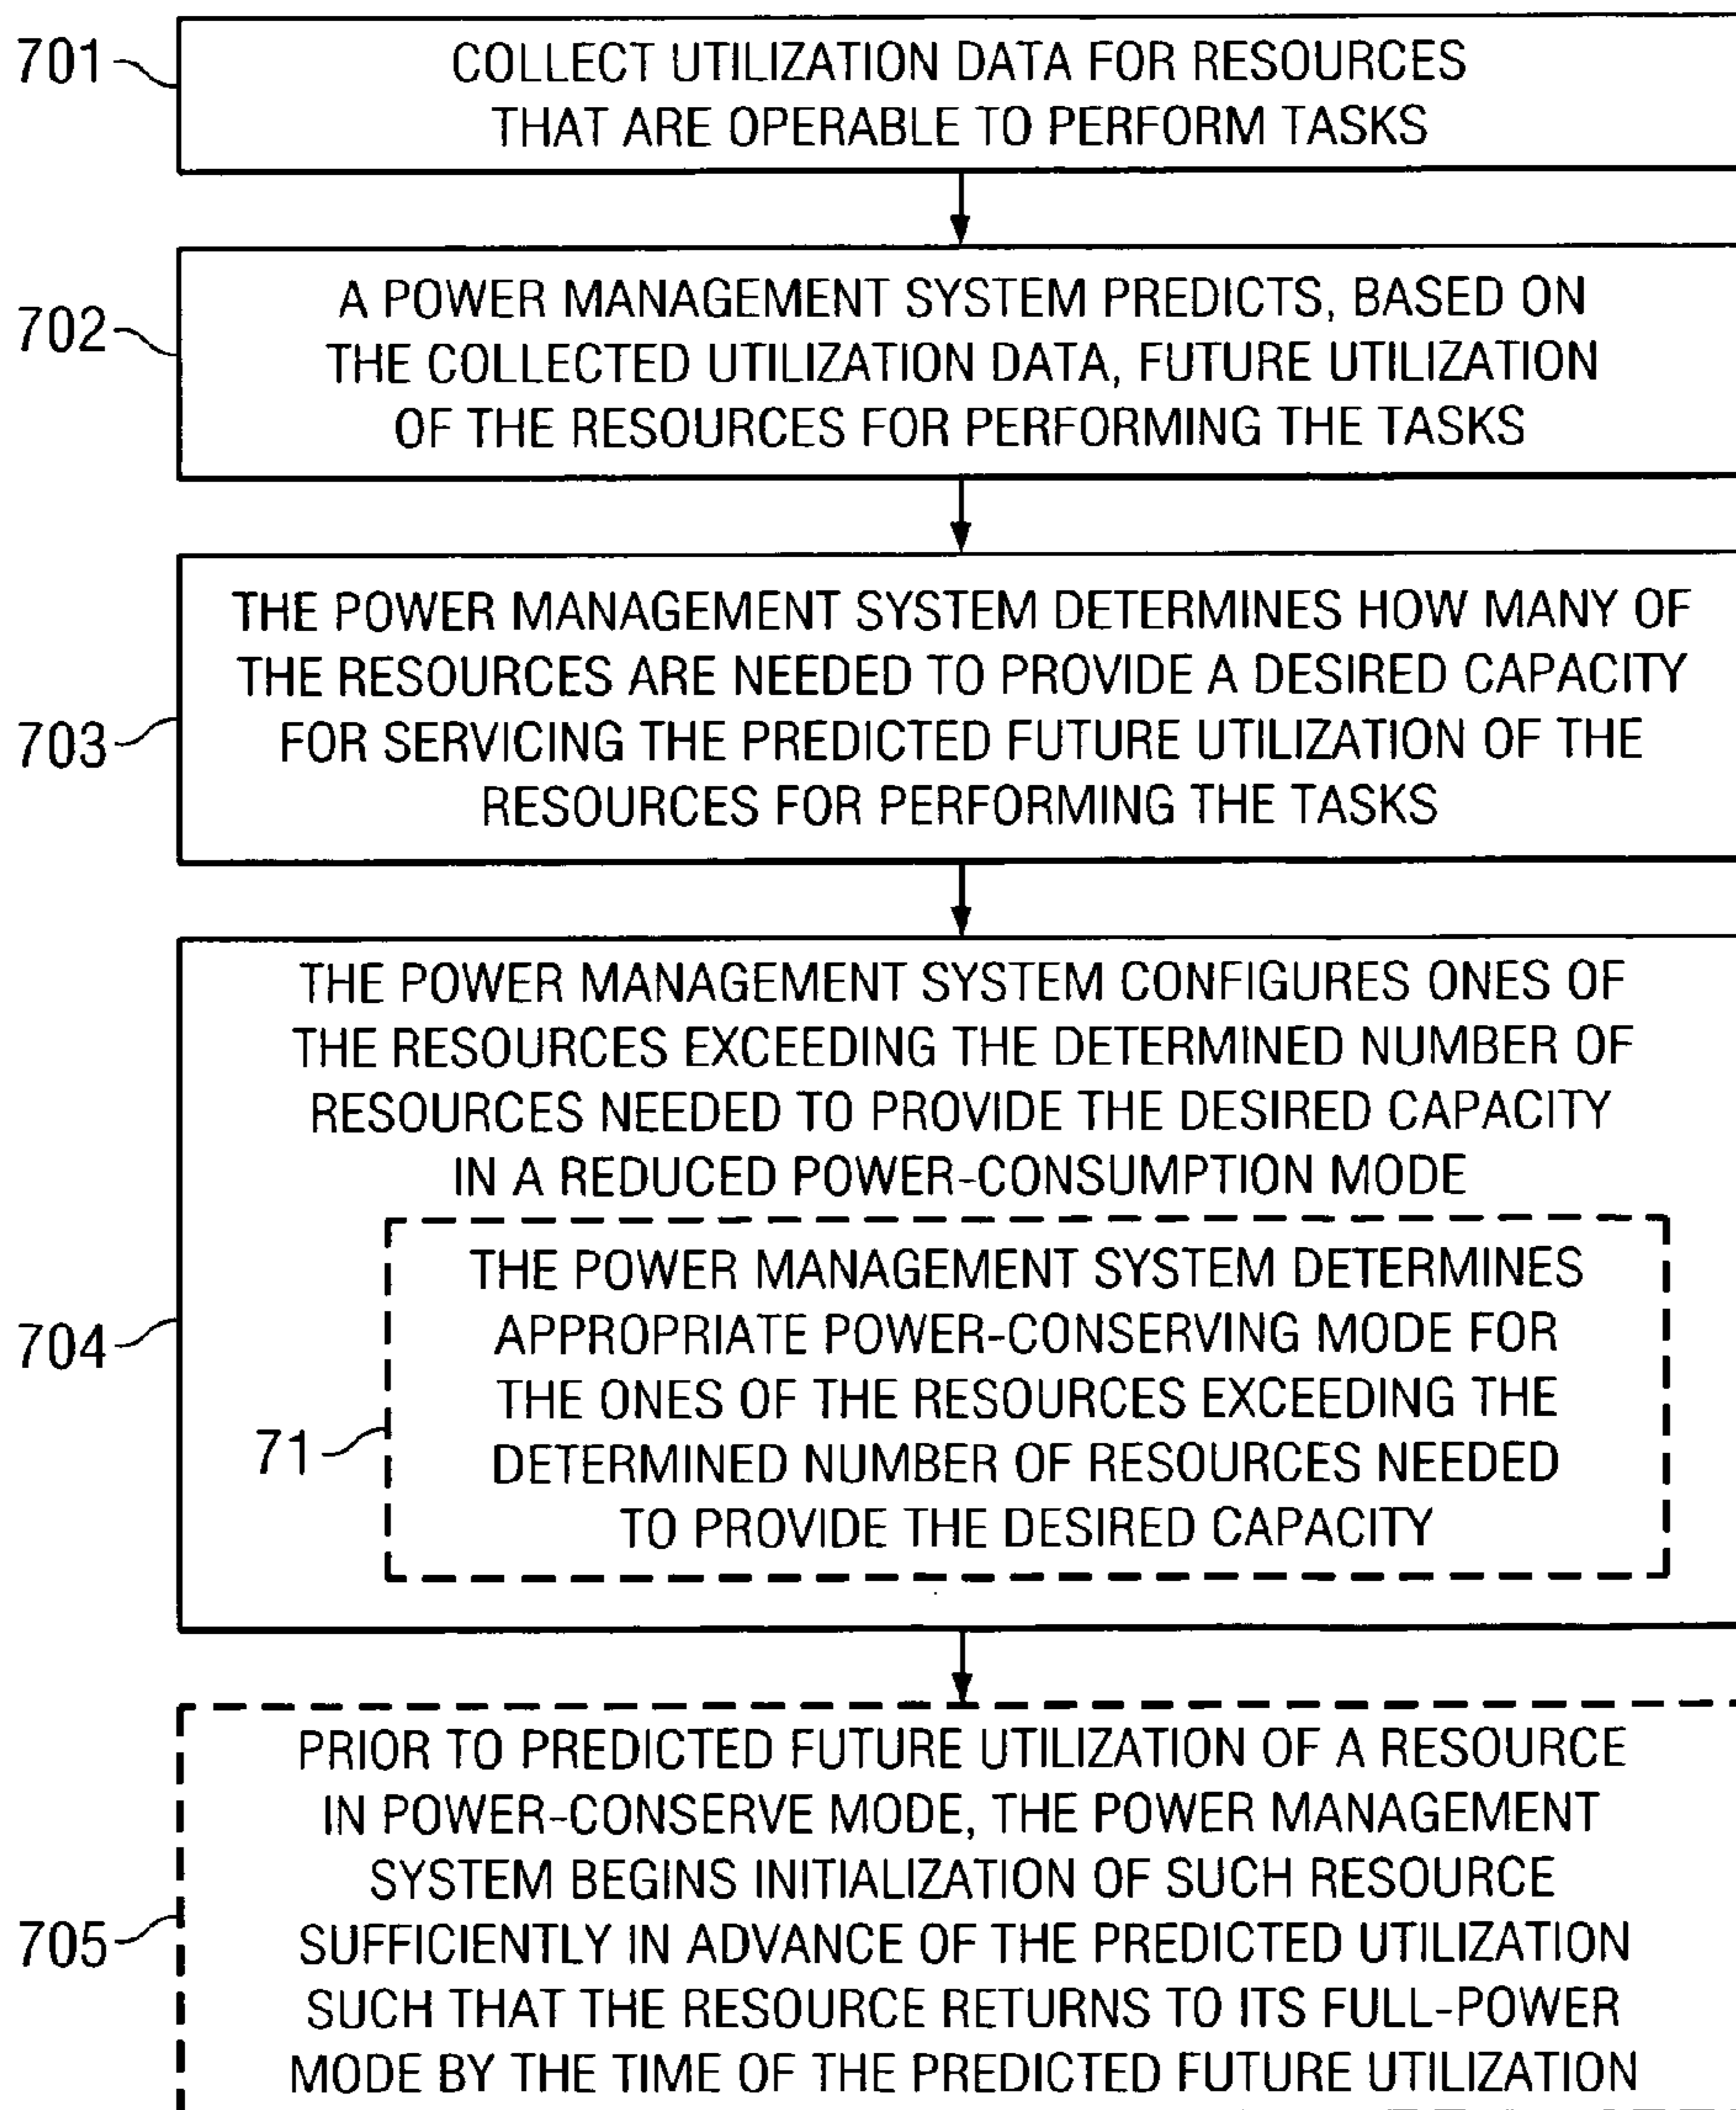 701
COLLECT UTILIZATION DATA FOR RESOURCES
THAT ARE OPERABLE TO PERFORM TASKS
702
A POWER MANAGEMENT SYSTEM PREDICTS, BASED ON
THE COLLECTED UTILIZATION DATA, FUTURE UTILIZATION
OF THE RESOURCES FOR PERFORMING THE TASKS
703
THE POWER MANAGEMENT SYSTEM DETERMINES HOW MANY OF
THE RESOURCES ARE NEEDED TO PROVIDE A DESIRED CAPACITY
FOR SERVICING THE PREDICTED FUTURE UTILIZATION OF THE
RESOURCES FOR PERFORMING THE TASKS
704
THE POWER MANAGEMENT SYSTEM CONFIGURES ONES OF
THE RESOURCES EXCEEDING THE DETERMINED NUMBER OF
RESOURCES NEEDED TO PROVIDE THE DESIRED CAPACITY
IN A REDUCED POWER-CONSUMPTION MODE
71
THE POWER MANAGEMENT SYSTEM DETERMINES
APPROPRIATE POWER-CONSERVING MODE FOR
THE ONES OF THE RESOURCES EXCEEDING THE
DETERMINED NUMBER OF RESOURCES NEEDED
TO PROVIDE THE DESIRED CAPACITY
705
PRIOR TO PREDICTED FUTURE UTILIZATION OF A RESOURCE
IN POWER-CONSERVE MODE, THE POWER MANAGEMENT
SYSTEM BEGINS INITIALIZATION OF SUCH RESOURCE
SUFFICIENTLY IN ADVANCE OF THE PREDICTED UTILIZATION
SUCH THAT THE RESOURCE RETURNS TO ITS FULL-POWER
MODE BY THE TIME OF THE PREDICTED FUTURE UTILIZATION